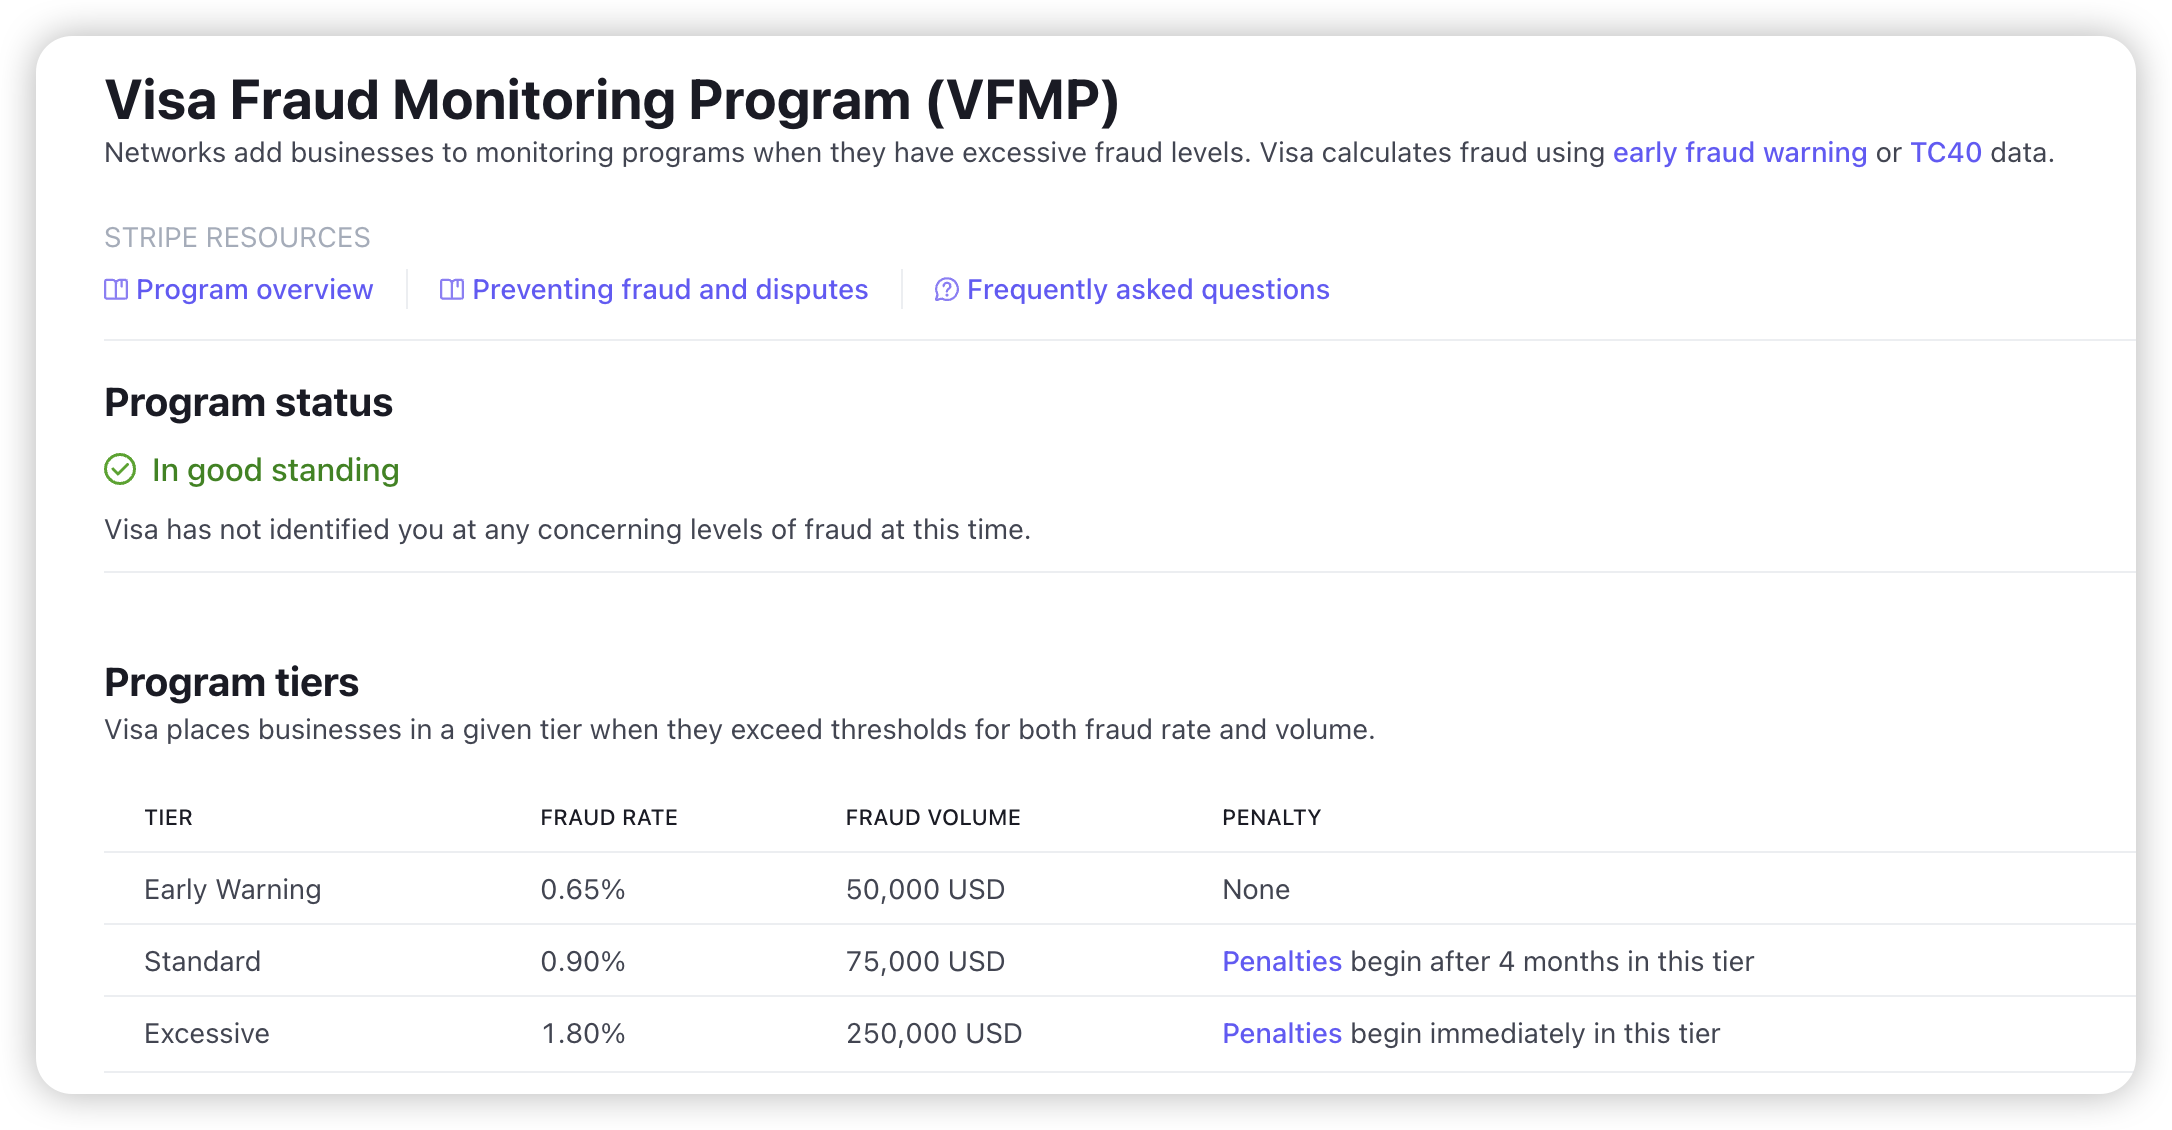 Visa Fraud Monitoring Program (VFMP)
Networks add businesses to monitoring programs when they have excessive fraud levels. Visa calculates fraud using early fraud warning or TC40 data.
STRIPE RESOURCES
Program overview Preventing fraud and disputes Frequently asked questions
Program status
In good standing
Visa has not identified you at any concerning levels of fraud at this time.
Program tiers
Visa places businesses in a given tier when they exceed thresholds for both fraud rate and volume.
TIER FRAUD RATE FRAUD VOLUME PENALTY
Early Warning 0.65% 50,000 USD None
Standard 0.90% 75,000 USD Penalties begin after 4 months in this tier
Excessive 1.80% 250,000 USD Penalties begin immediately in this tier